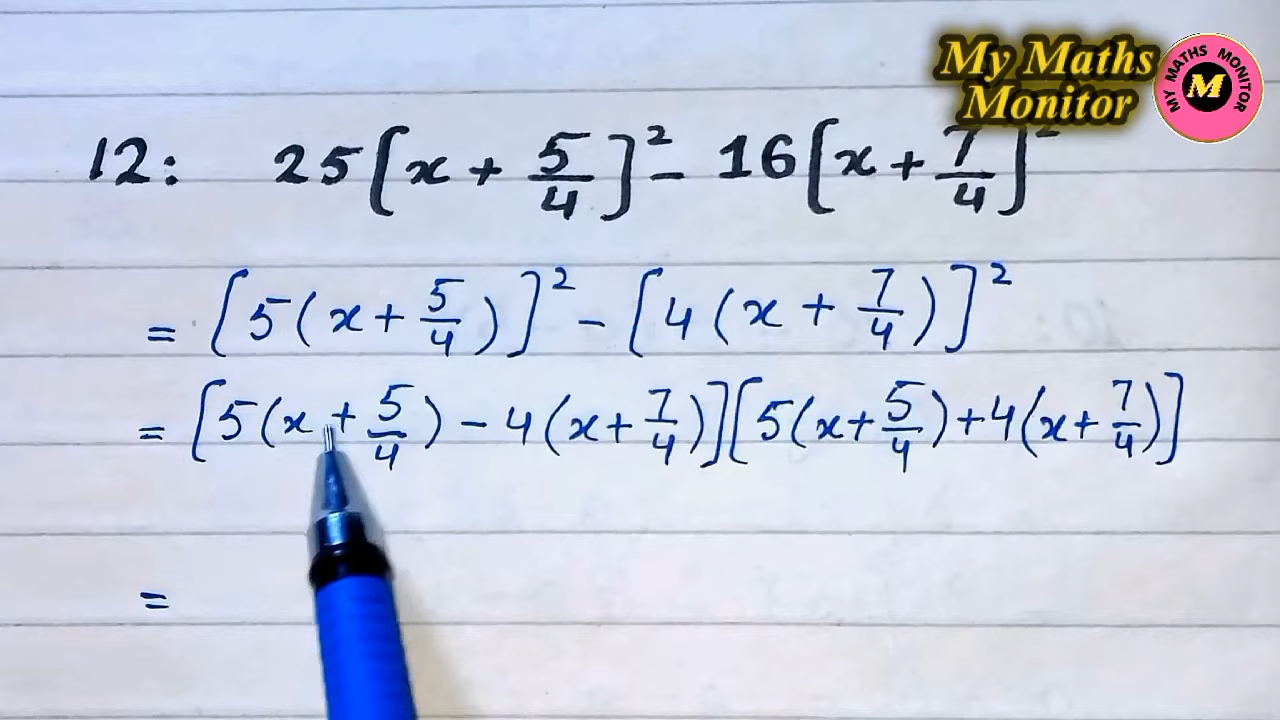 My Maths
Monitor
MY MATHS MONITOR
M
12: 25[x + 5/4]² - 16[x + 7/4]²
= [5(x + 5/4)]² - [4(x + 7/4)]²
= [5(x + 5/4) - 4(x + 7/4)][5(x + 5/4) + 4(x + 7/4)]
=